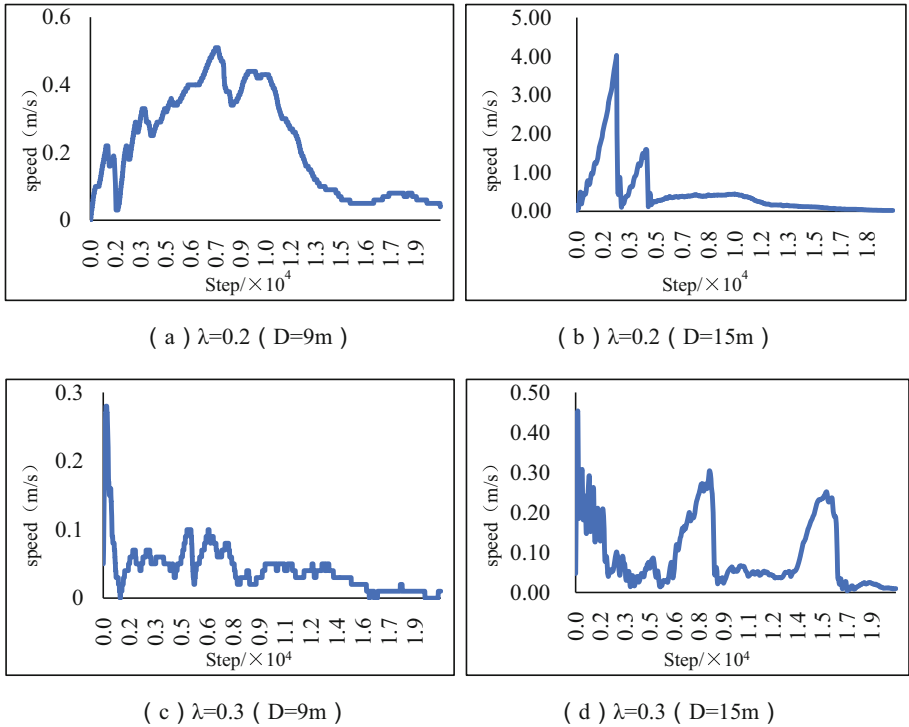 0.6
0.4
0.2
0
speed（m/s）
0.0 0.2 0.3 0.5 0.7 0.9 1.0 1.2 1.4 1.5 1.7 1.9
Step/×10⁴
(a) λ=0.2 (D=9m)
5.00
4.00
3.00
2.00
1.00
0.00
speed（m/s）
0.0 0.2 0.3 0.5 0.7 0.8 1.0 1.2 1.3 1.5 1.6 1.8
Step/×10⁴
(b) λ=0.2 (D=15m)
0.3
0.2
0.1
0
speed（m/s）
0.0 0.2 0.3 0.5 0.6 0.8 0.9 1.1 1.2 1.4 1.6 1.7 1.9
Step/×10⁴
(c) λ=0.3 (D=9m)
0.50
0.40
0.30
0.20
0.10
0.00
speed（m/s）
0.0 0.2 0.3 0.5 0.6 0.8 0.9 1.1 1.2 1.4 1.5 1.7 1.9
Step/×10⁴
(d) λ=0.3 (D=15m)